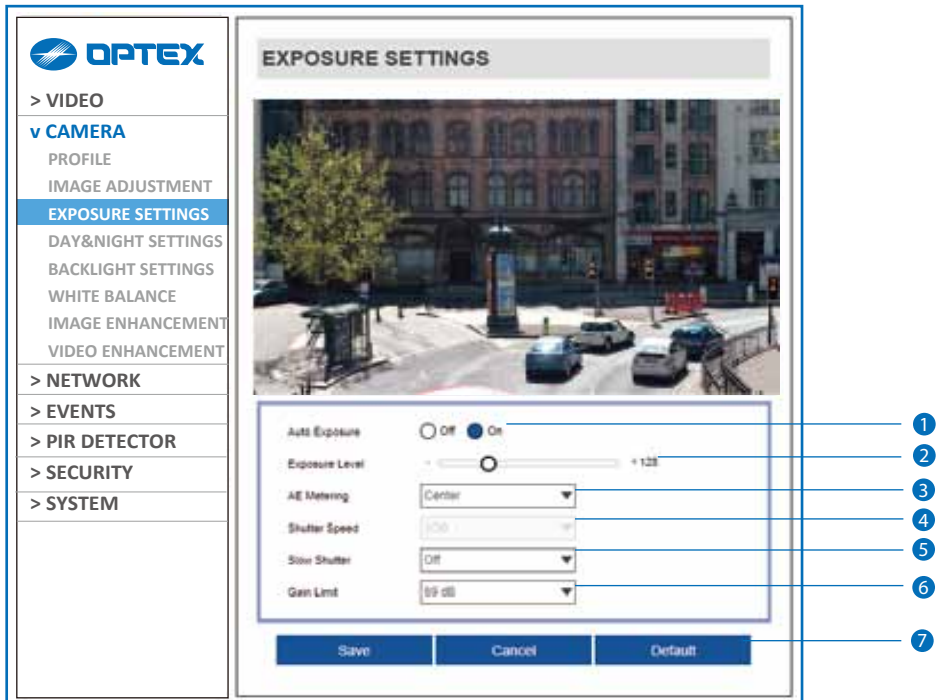 OPTEX
> VIDEO
v CAMERA
PROFILE
IMAGE ADJUSTMENT
EXPOSURE SETTINGS
DAY&NIGHT SETTINGS
BACKLIGHT SETTINGS
WHITE BALANCE
IMAGE ENHANCEMENT
VIDEO ENHANCEMENT
> NETWORK
> EVENTS
> PIR DETECTOR
> SECURITY
> SYSTEM
EXPOSURE SETTINGS
Auto Exposure Off On 1
Exposure Level - + 128 2
AE Metering Center 3
Shutter Speed 4
Slow Shutter Off 5
Gain Limit dB 6
Save Cancel Default 7